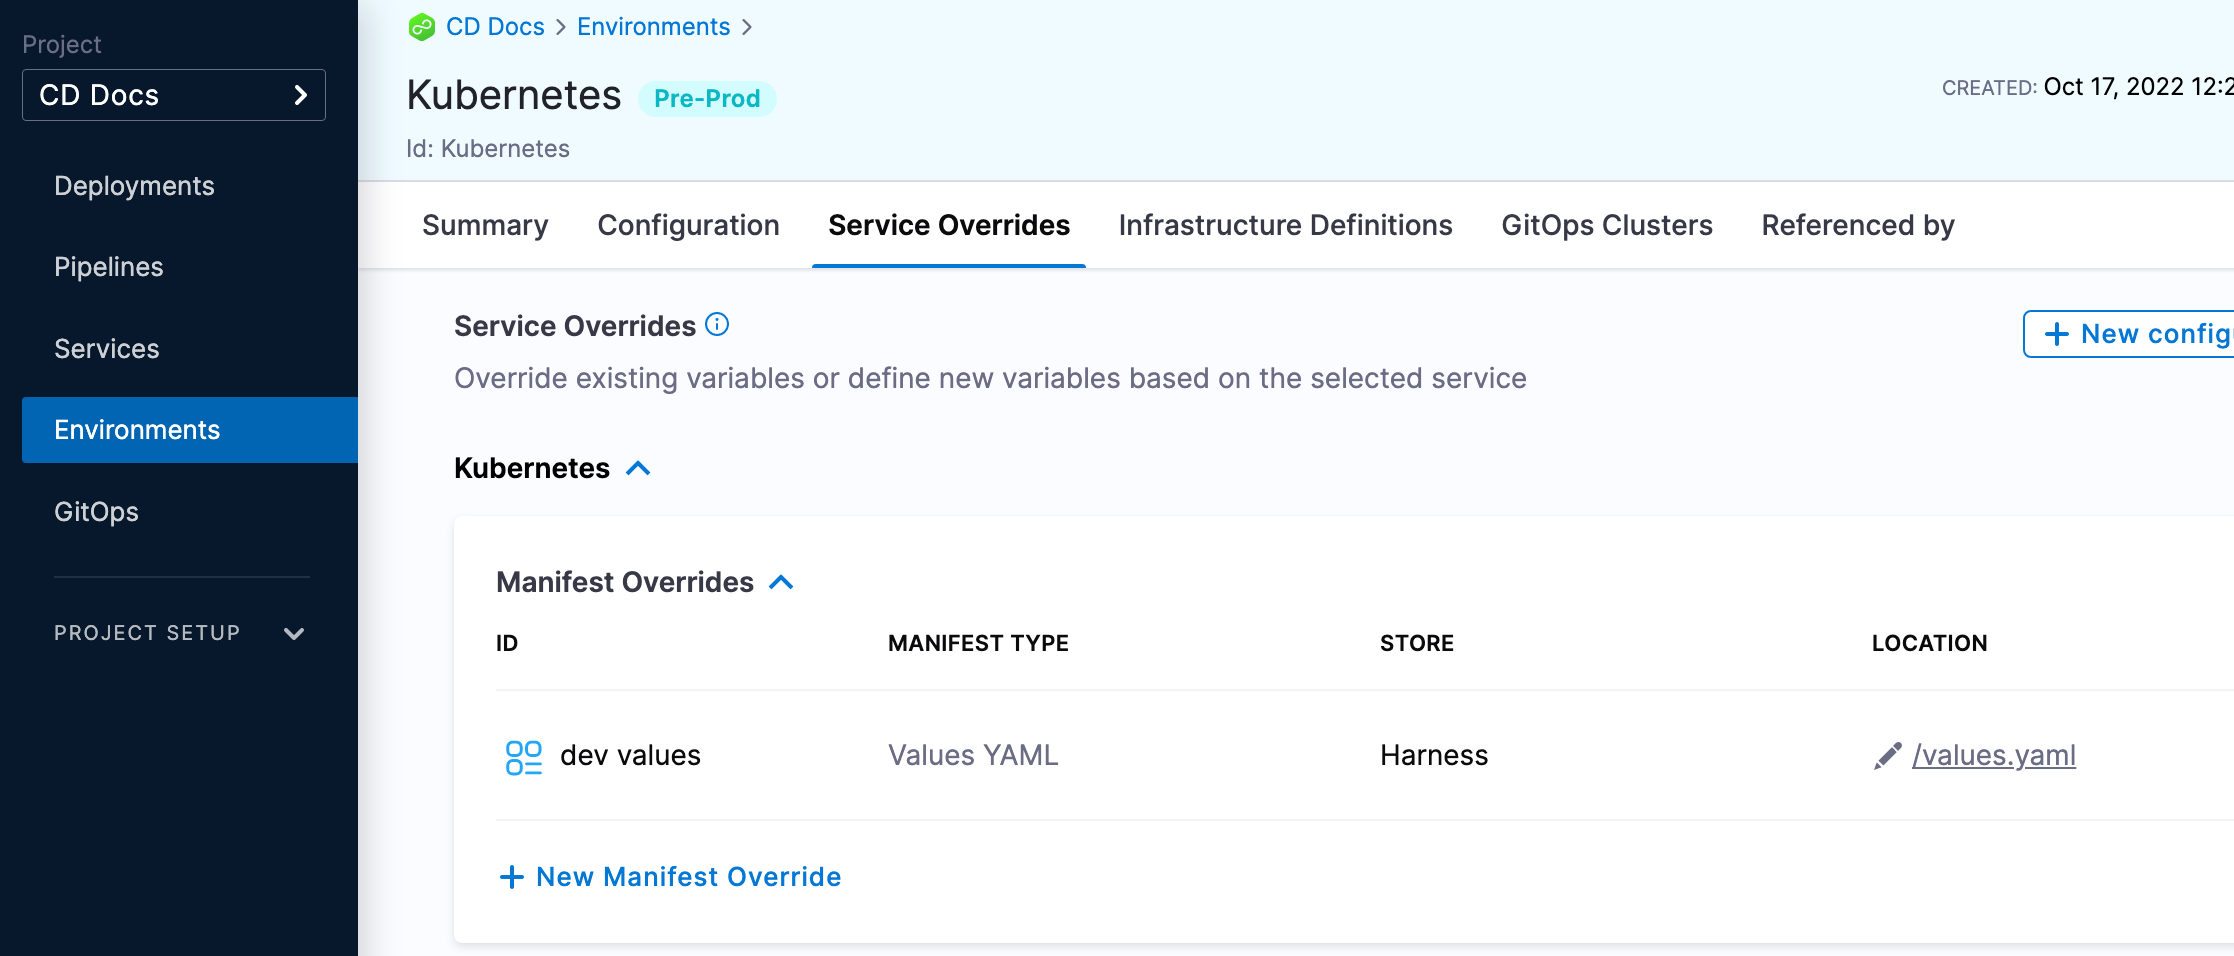 Project
CD Docs
Deployments
Pipelines
Services
Environments
GitOps
PROJECT SETUP
CD Docs > Environments >
Kubernetes Pre-Prod
Id: Kubernetes
CREATED: Oct 17, 2022 12:2
Summary Configuration Service Overrides Infrastructure Definitions GitOps Clusters Referenced by
Service Overrides
+ New config
Override existing variables or define new variables based on the selected service
Kubernetes
Manifest Overrides
ID MANIFEST TYPE STORE LOCATION
dev values Values YAML Harness /values.yaml
+ New Manifest Override